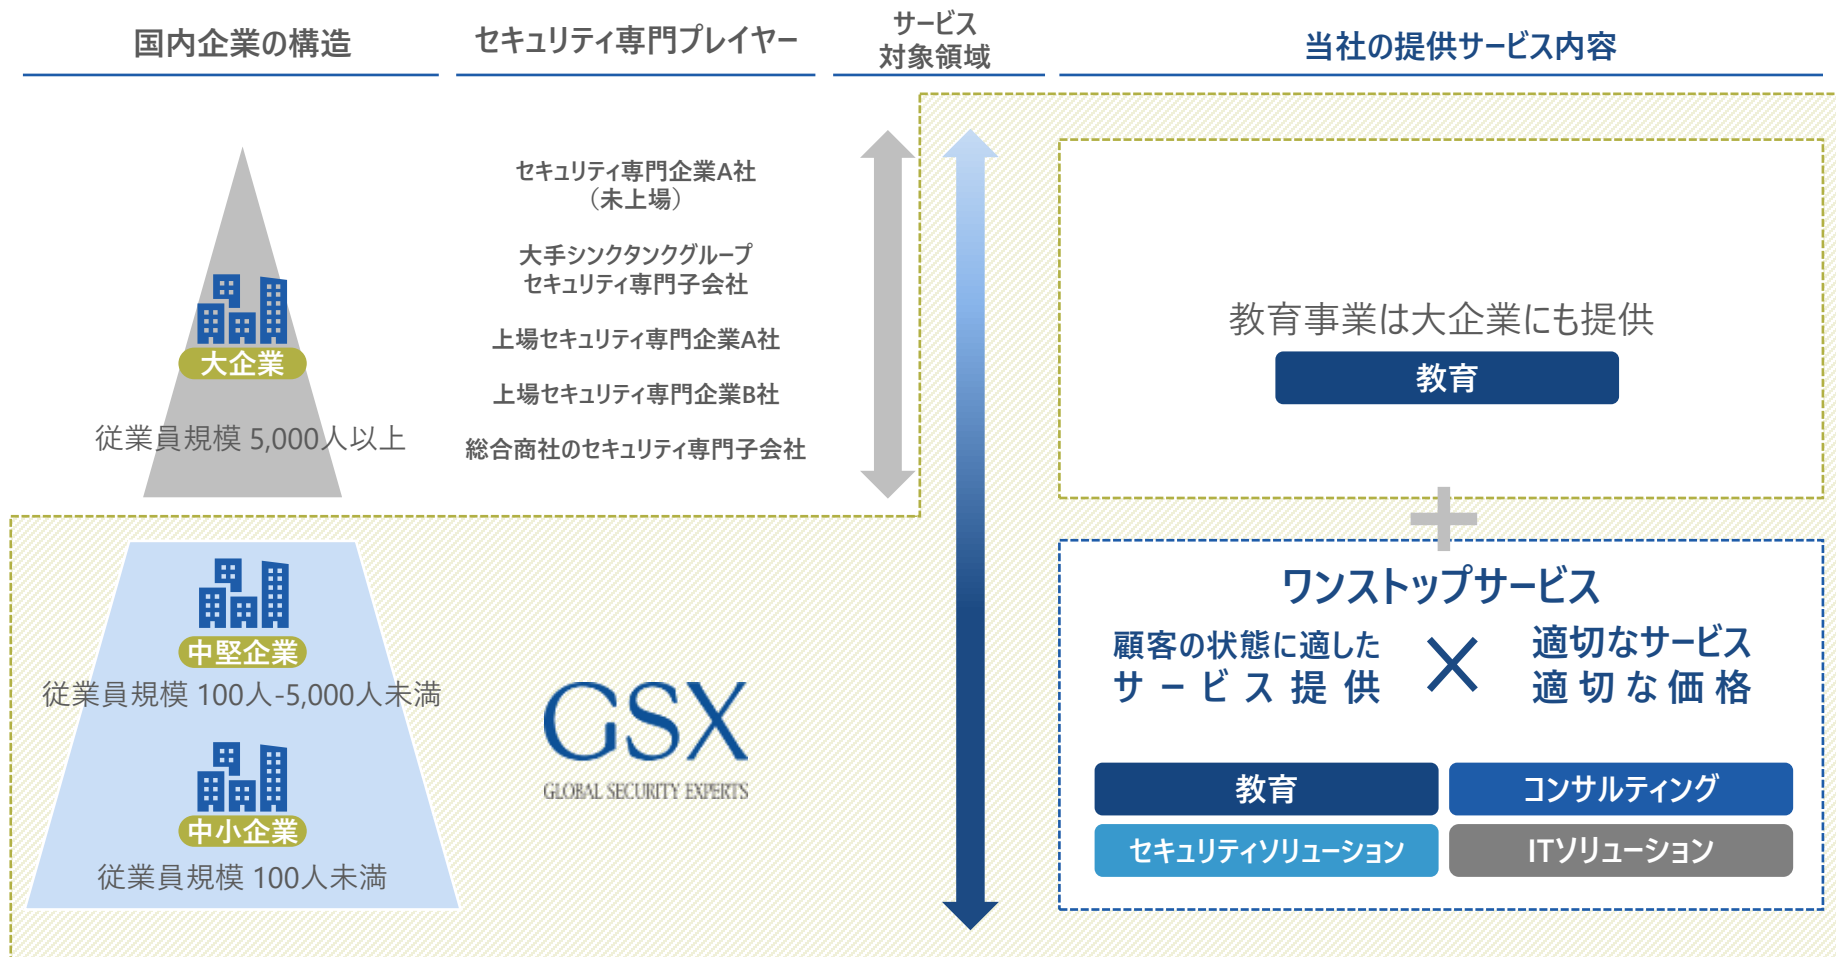 国内企業の構造
セキュリティ専門プレイヤー
サービス
対象領域
当社の提供サービス内容
大企業
従業員規模 5,000人以上
セキュリティ専門企業A社
（未上場）
大手シンクタンクグループ
セキュリティ専門子会社
上場セキュリティ専門企業A社
上場セキュリティ専門企業B社
総合商社のセキュリティ専門子会社
教育事業は大企業にも提供
教育
中堅企業
従業員規模 100人-5,000人未満
中小企業
従業員規模 100人未満
GSX
GLOBAL SECURITY EXPERTS
ワンストップサービス
顧客の状態に適した
サービス提供
適切なサービス
適切な価格
教育
コンサルティング
セキュリティソリューション
ITソリューション